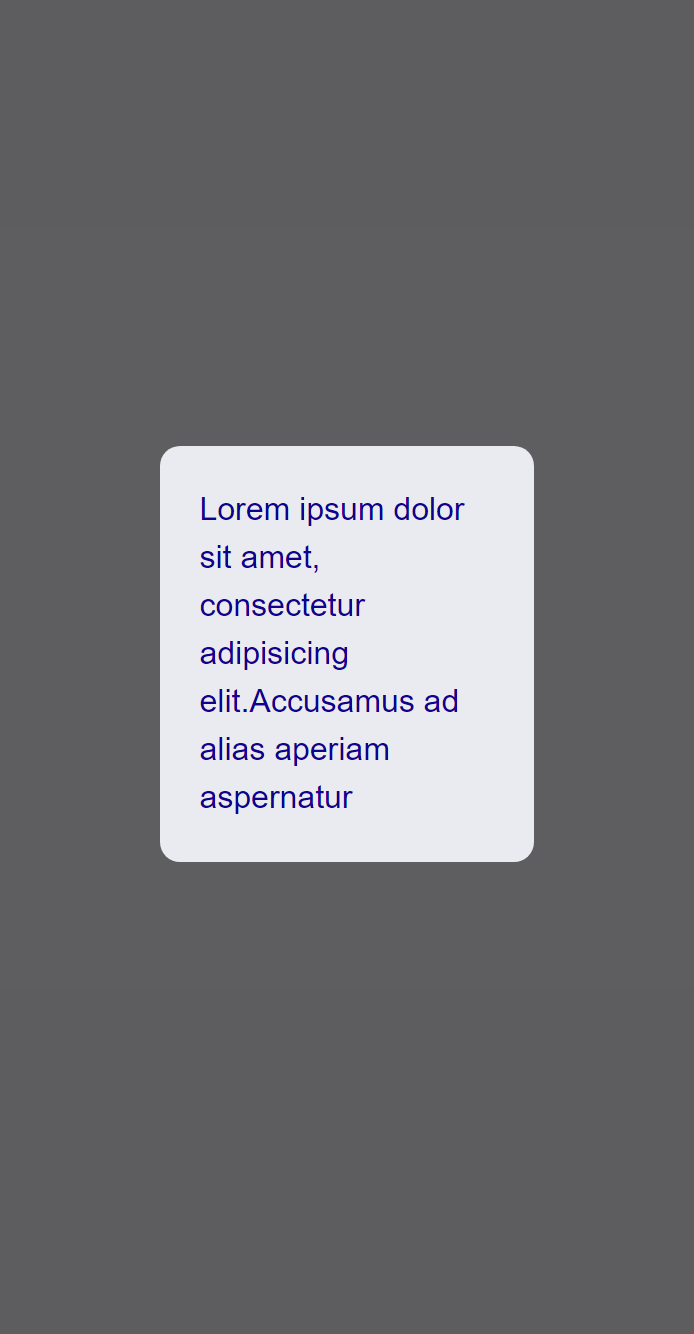 Lorem ipsum dolor
sit amet,
consectetur
adipisicing
elit.Accusamus ad
alias aperiam
aspernatur